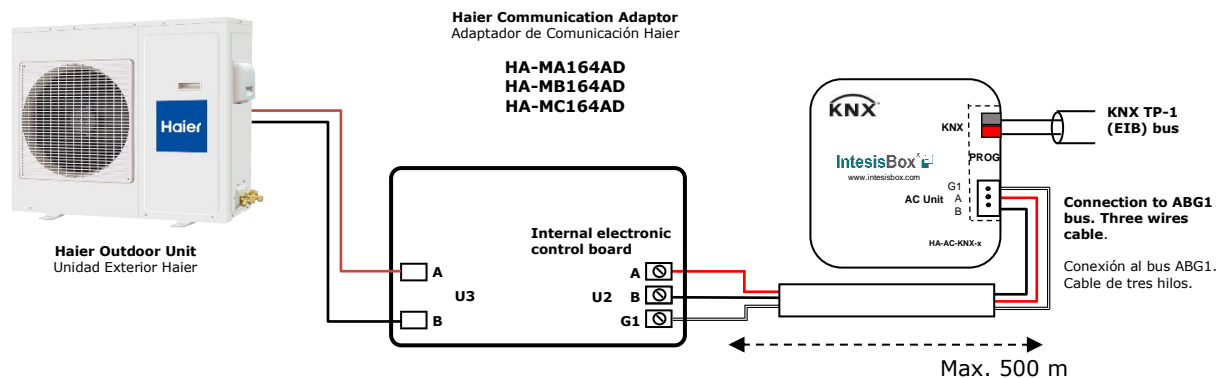 Haier Communication Adaptor
Adaptador de Comunicación Haier
HA-MA164AD
HA-MB164AD
HA-MC164AD
Haier
Haier Outdoor Unit
Unidad Exterior Haier
Internal electronic
control board
A
U3
B
A
U2 B
G1
KNX
KNX
PROG
IntesisBox
www.intesisbox.com
G1
AC Unit A
B
HA-AC-KNX-x
KNX TP-1
(EIB) bus
Connection to ABG1
bus. Three wires
cable.
Conexión al bus ABG1.
Cable de tres hilos.
Max. 500 m